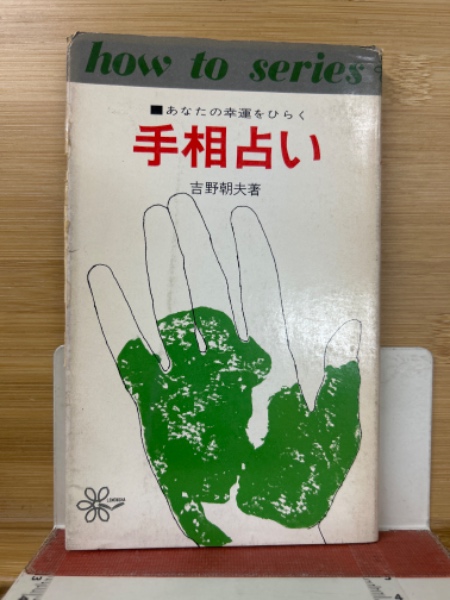 how to series
■あなたの幸運をひらく
手相占い
吉野朝夫著